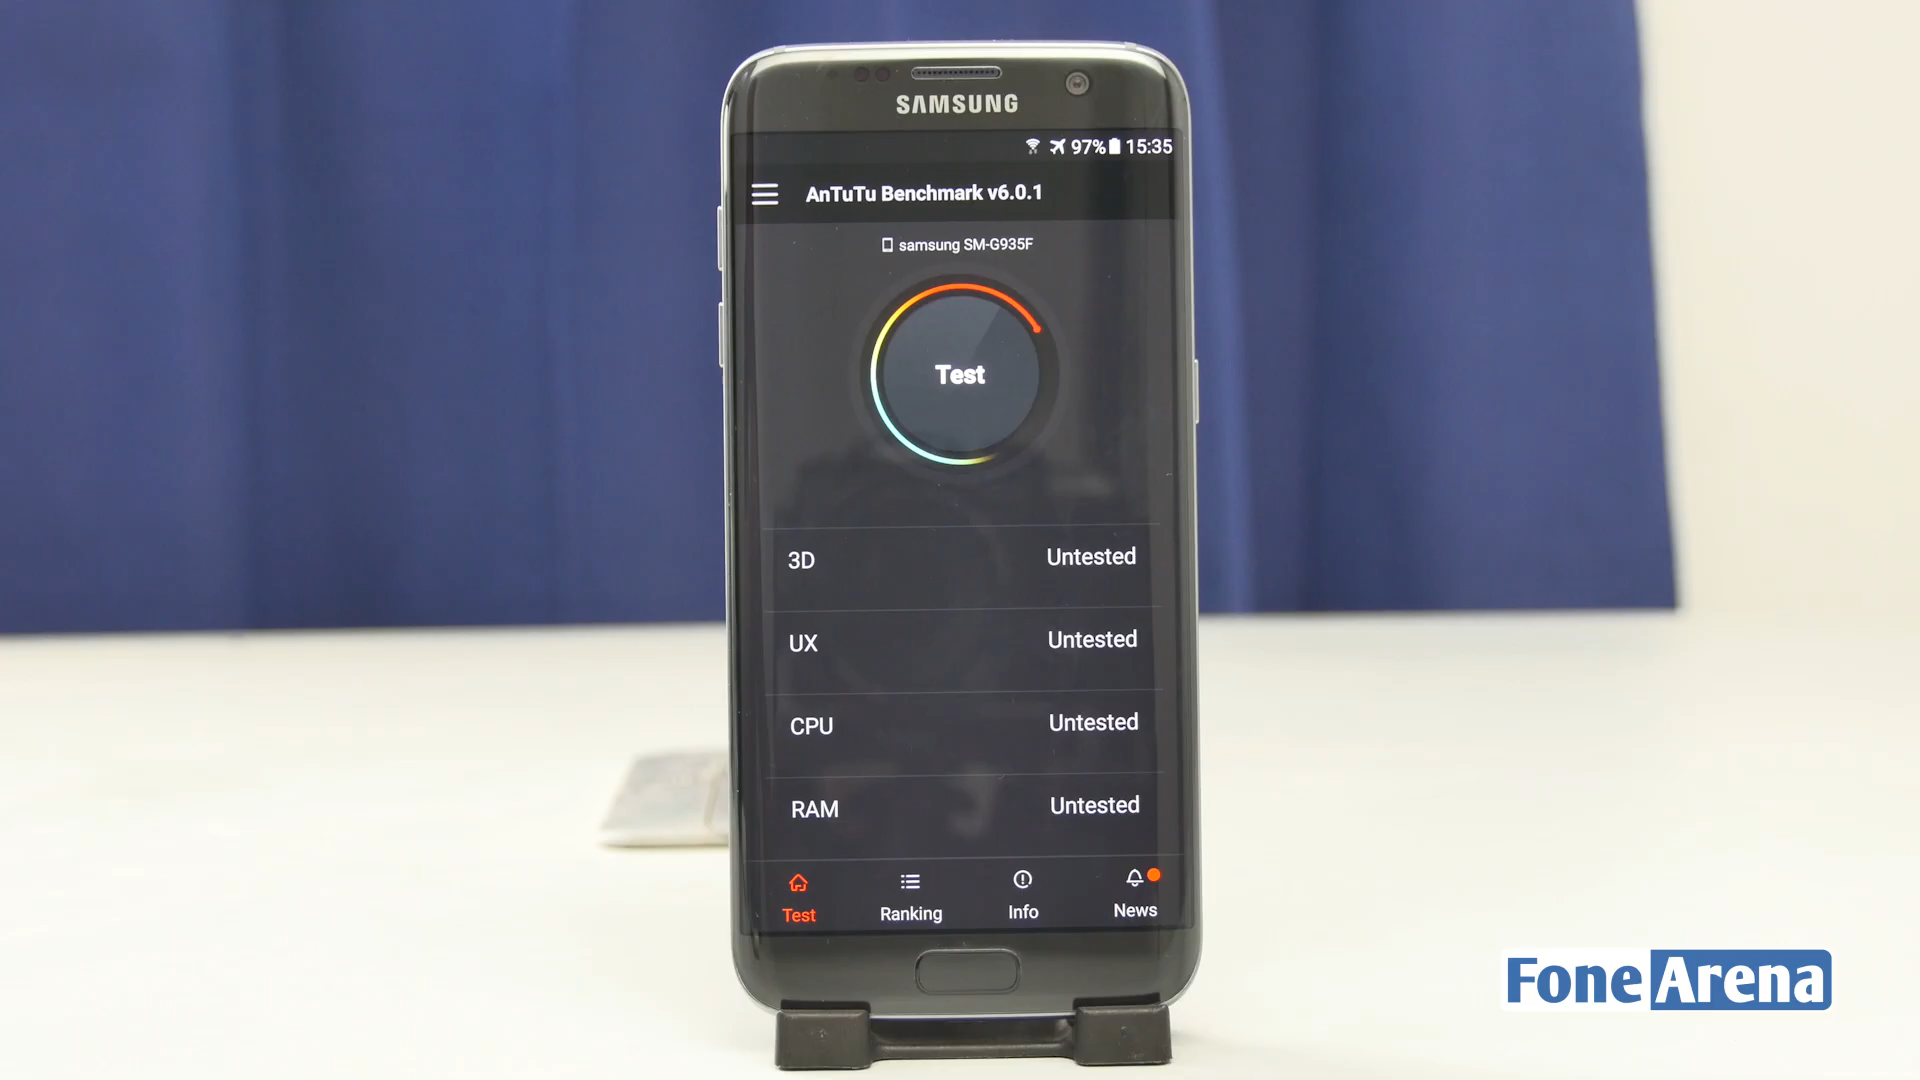 SAMSUNG
97% 15:35
AnTuTu Benchmark v6.0.1
samsung SM-G935F
Test
3D Untested
UX Untested
CPU Untested
RAM Untested
Test Ranking Info News
FoneArena